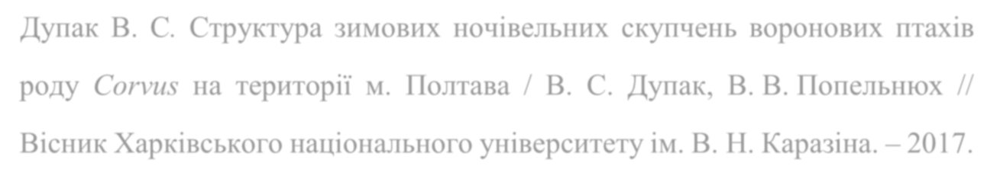 Дупак В. С. Структура зимових ночівельних скупчень воронових птахів
роду Corvus на території м. Полтава / В. С. Дупак, В. В. Попельнюх //
Вісник Харківського національного університету ім. В. Н. Каразіна. – 2017.